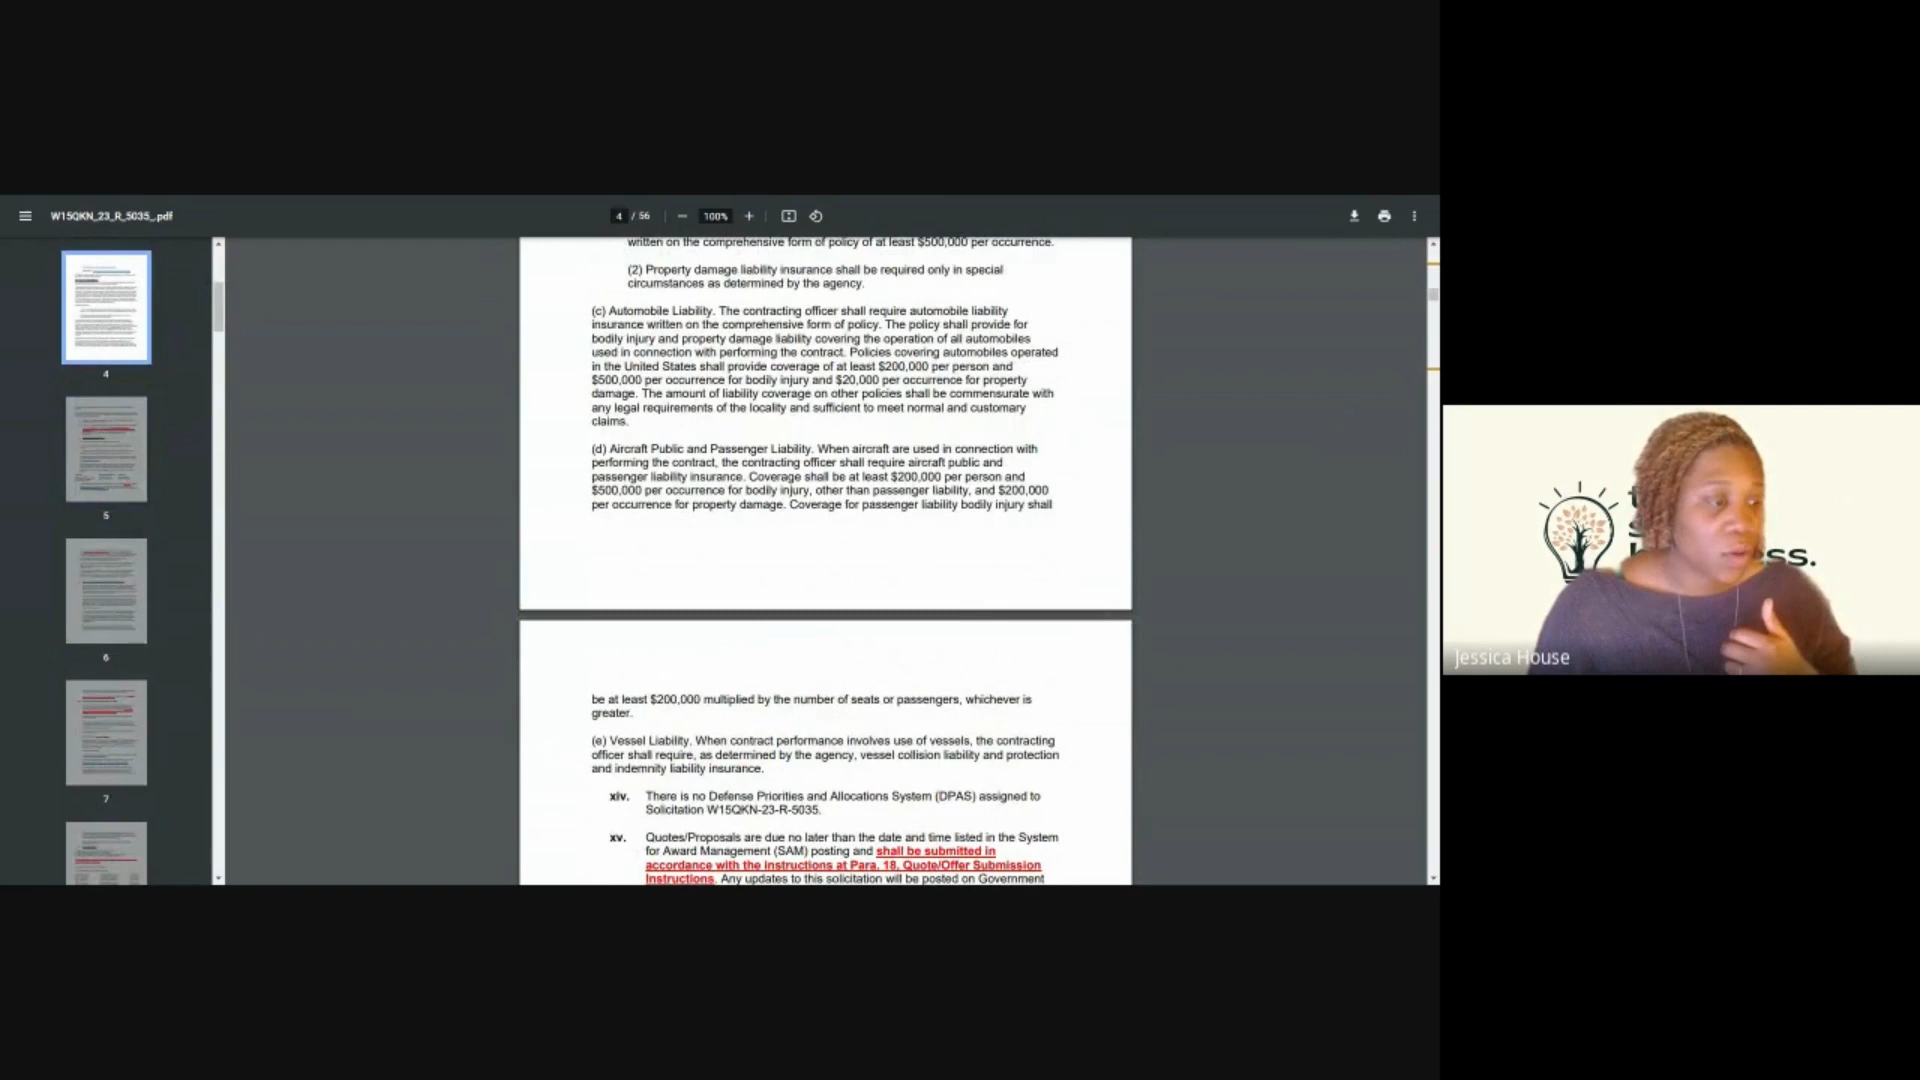 W15QKN_23_R_5035_.pdf
4 / 56
100%
written on the comprehensive form of policy of at least $500,000 per occurrence.
(2) Property damage liability insurance shall be required only in special
circumstances as determined by the agency.
(c) Automobile Liability. The contracting officer shall require automobile liability
insurance written on the comprehensive form of policy. The policy shall provide for
bodily injury and property damage liability covering the operation of all automobiles
used in connection with performing the contract. Policies covering automobiles operated
in the United States shall provide coverage of at least $200,000 per person and
$500,000 per occurrence for bodily injury and $20,000 per occurrence for property
damage. The amount of liability coverage on other policies shall be commensurate with
any legal requirements of the locality and sufficient to meet normal and customary
claims.
(d) Aircraft Public and Passenger Liability. When aircraft are used in connection with
performing the contract, the contracting officer shall require aircraft public and
passenger liability insurance. Coverage shall be at least $200,000 per person and
$500,000 per occurrence for bodily injury, other than passenger liability, and $200,000
per occurrence for property damage. Coverage for passenger liability bodily injury shall
be at least $200,000 multiplied by the number of seats or passengers, whichever is
greater.
(e) Vessel Liability. When contract performance involves use of vessels, the contracting
officer shall require, as determined by the agency, vessel collision liability and protection
and indemnity liability insurance.
xiv. There is no Defense Priorities and Allocations System (DPAS) assigned to
Solicitation W15QKN-23-R-5035.
xv. Quotes/Proposals are due no later than the date and time listed in the System
for Award Management (SAM) posting and shall be submitted in
accordance with the instructions at Para. 18, Quote/Offer Submission
Instructions. Any updates to this solicitation will be posted on Government
4
5
6
7
ss.
Jessica House